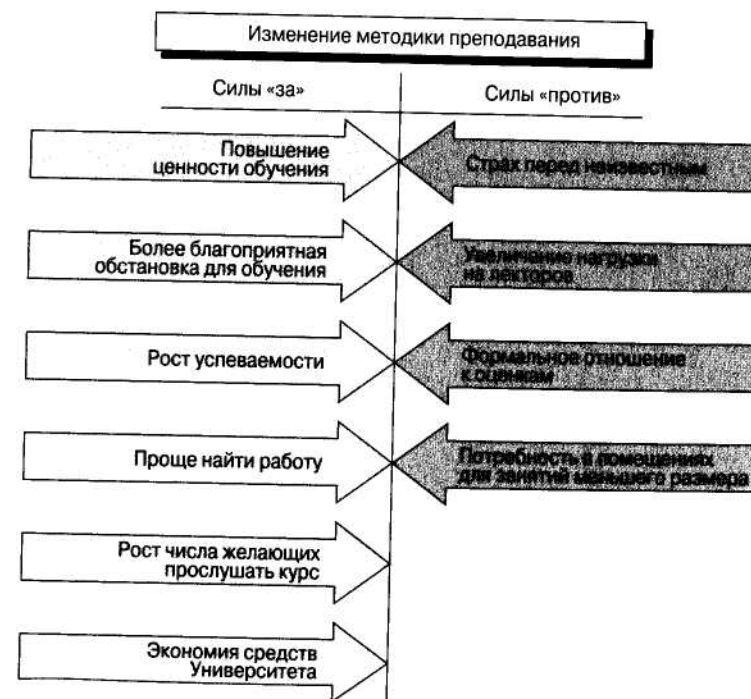 Изменение методики преподавания
Силы «за»
Силы «против»
Повышение
ценности обучения
Страх перед неизвестным
Более благоприятная
обстановка для обучения
Увеличание нагрузки
на лекторов
Рост успеваемости
Формальное отношение
к оценкам
Проще найти работу
Потребность в помещениях
для занятий меньшего размера
Рост числа желающих
прослушать курс
Экономия средств
Университета